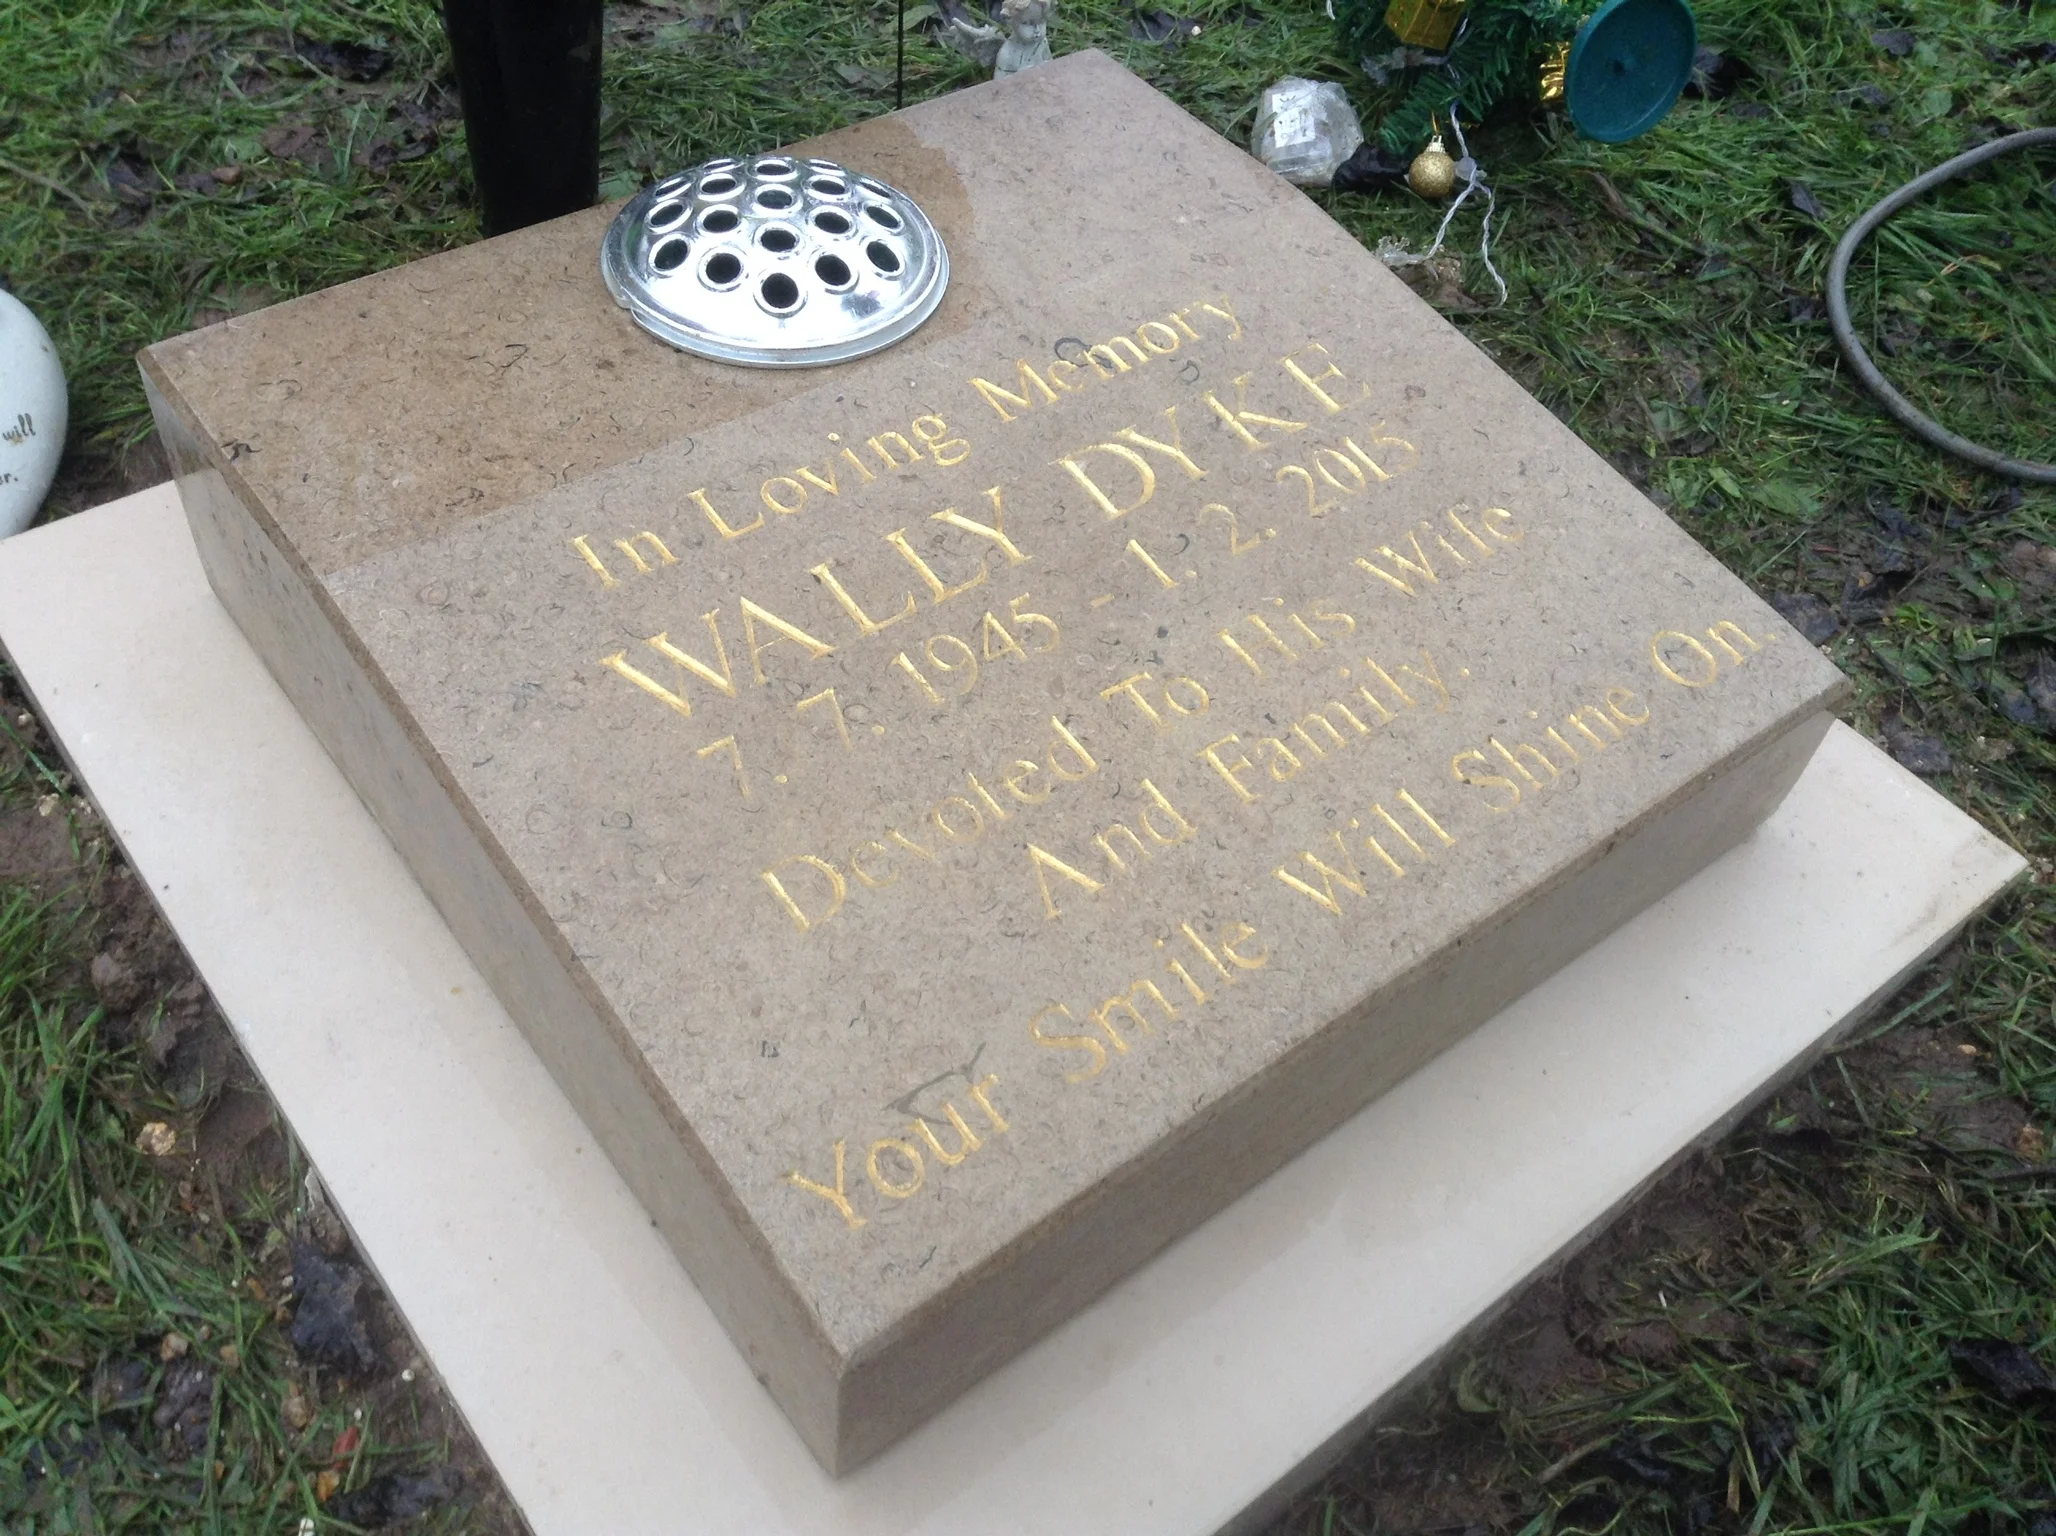 In Loving Memory
WALLY DYKE
7. 7. 1945 - 1. 2. 2015
Devoted To His Wife
And Family.
Your Smile Will Shine On.
will